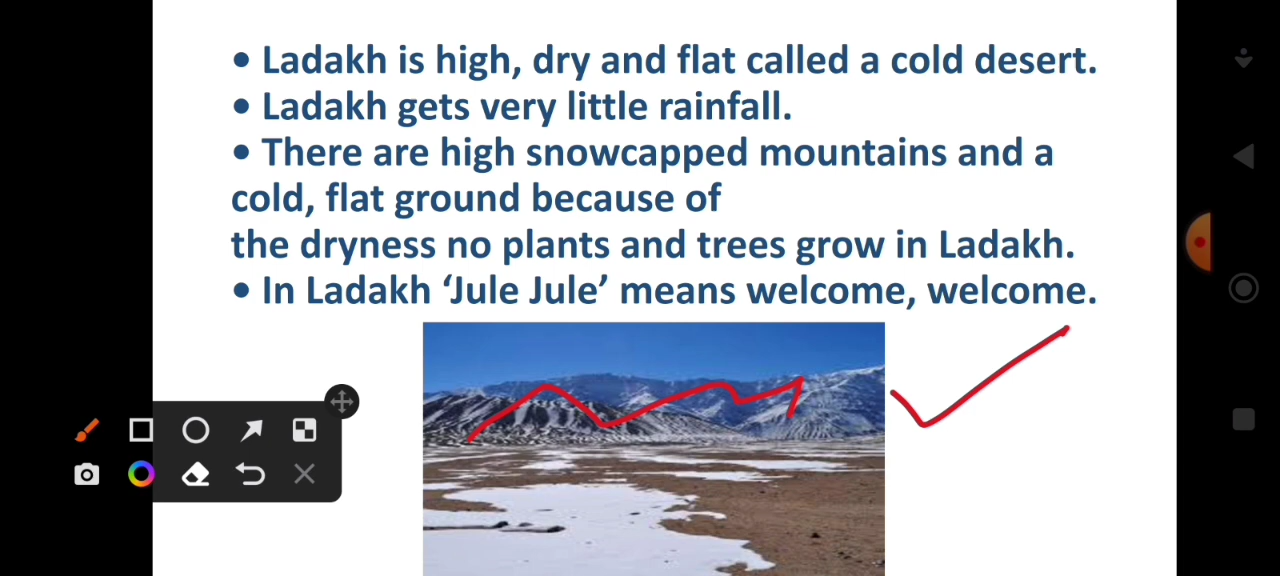 • Ladakh is high, dry and flat called a cold desert.
• Ladakh gets very little rainfall.
• There are high snowcapped mountains and a
cold, flat ground because of
the dryness no plants and trees grow in Ladakh.
• In Ladakh ‘Jule Jule’ means welcome, welcome.